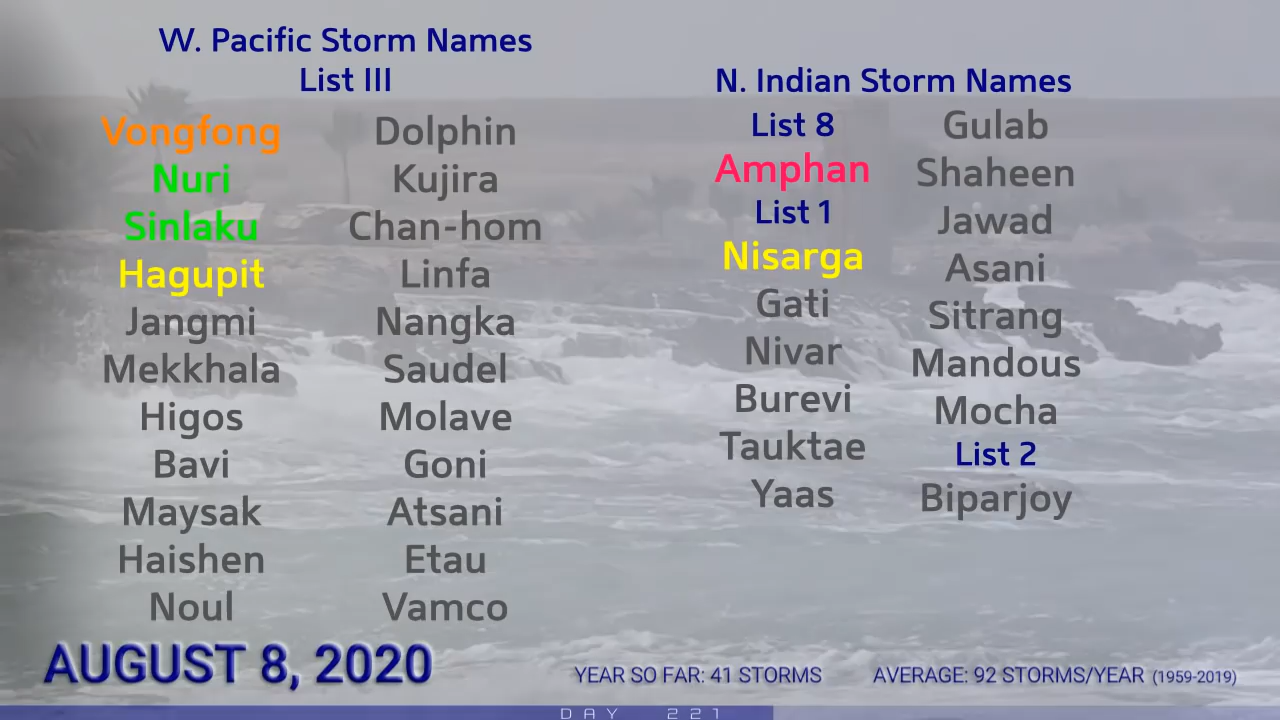 W. Pacific Storm Names
List III
Vongfong
Nuri
Sinlaku
Hagupit
Jangmi
Mekkhala
Higos
Bavi
Maysak
Haishen
Noul
Dolphin
Kujira
Chan-hom
Linfa
Nangka
Saudel
Molave
Goni
Atsani
Etau
Vamco
N. Indian Storm Names
List 8
Amphan
List 1
Nisarga
Gati
Nivar
Burevi
Tauktae
Yaas
Gulab
Shaheen
Jawad
Asani
Sitrang
Mandous
Mocha
List 2
Biparjoy
AUGUST 8, 2020
YEAR SO FAR: 41 STORMS
AVERAGE: 92 STORMS/YEAR (1959-2019)
DAY 221